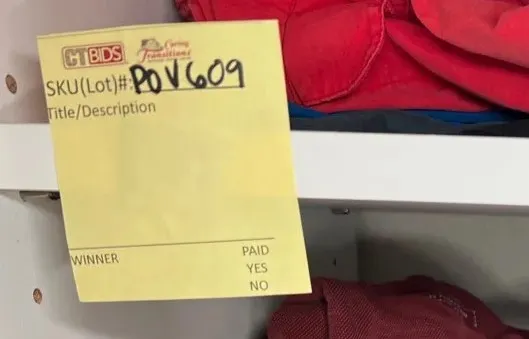 CTBIDS Caring Transitions
SKU(Lot)#: POV609
Title/Description
WINNER PAID
YES
NO